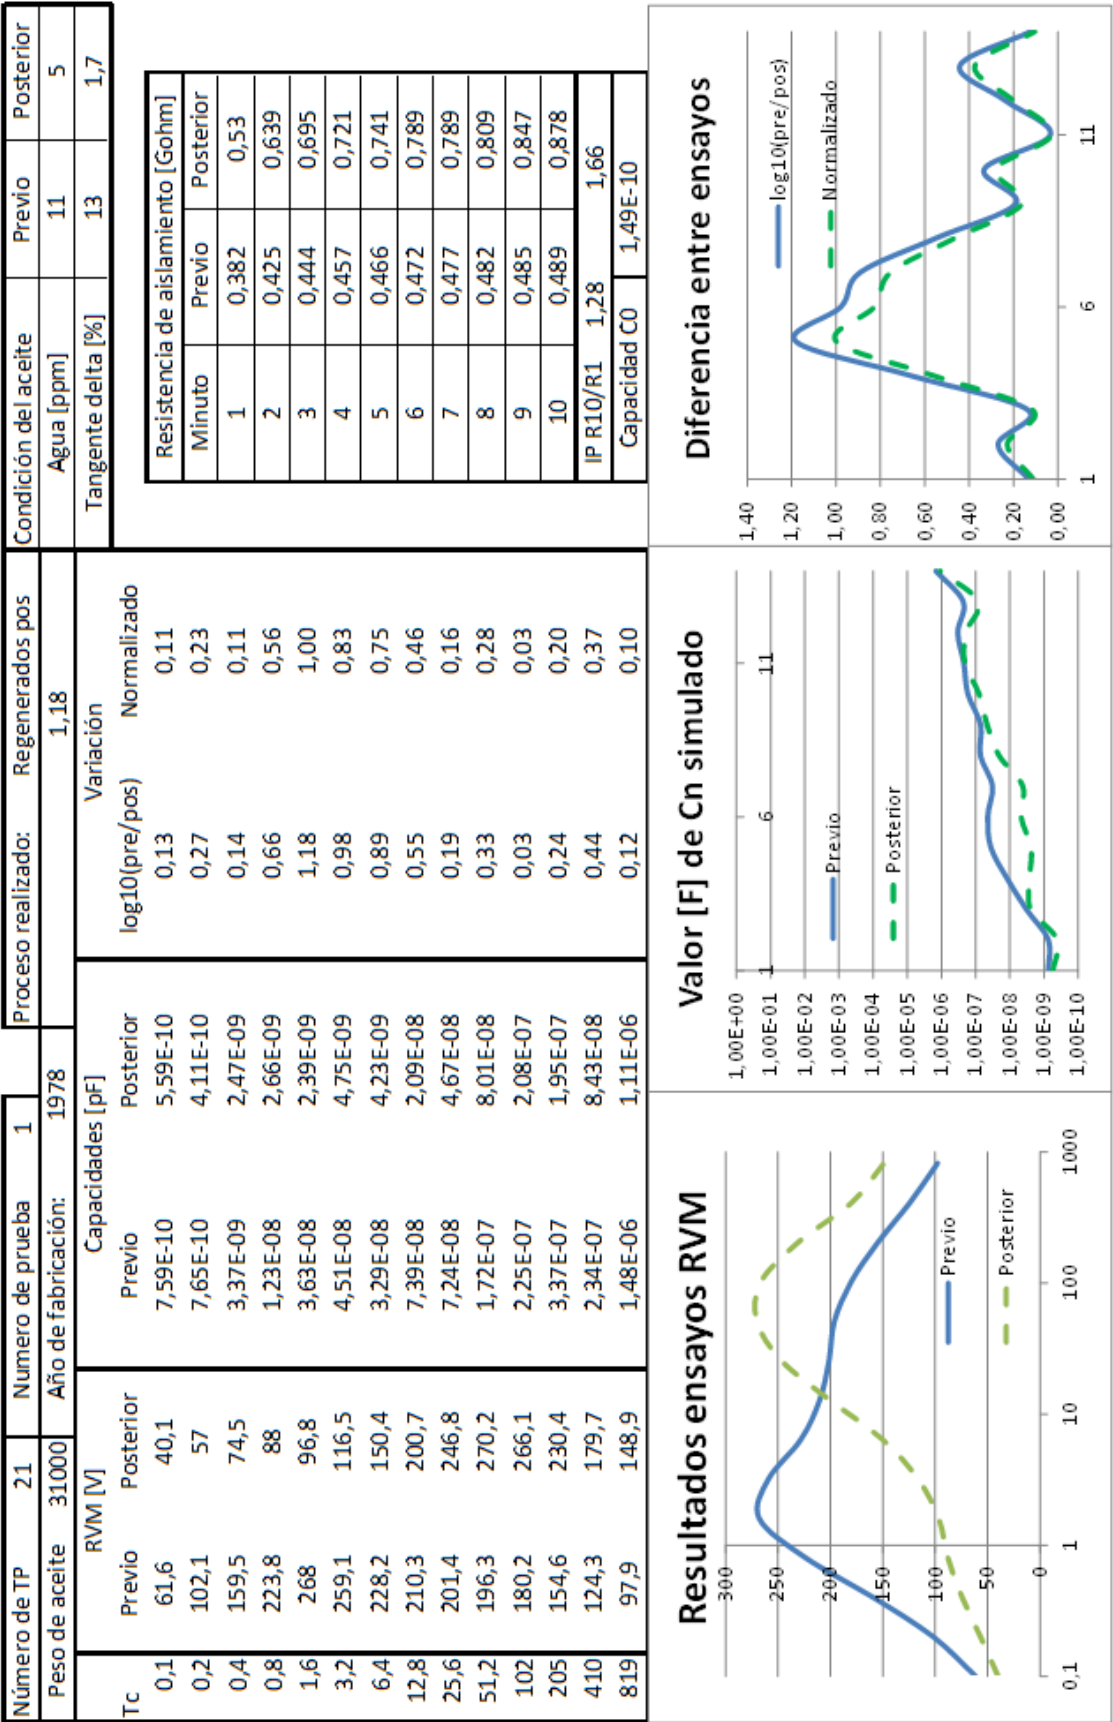 Número de TP 21 Numero de prueba 1 Proceso realizado: Regenerados pos Condición del aceite Previo Posterior
Peso de aceite 31000 Año de fabricación: 1978 1,18 Agua [ppm] 11 5
Tangente delta [%] 13 1,7
RVM [V] Capacidades [pF] Variación
Tc Previo Posterior Previo Posterior log10(pre/pos) Normalizado
0,1 61,6 40,1 7,59E-10 5,59E-10 0,13 0,11
0,2 102,1 57 7,65E-10 4,11E-10 0,27 0,23
0,4 159,5 74,5 3,37E-09 2,47E-09 0,14 0,11
0,8 223,8 88 1,23E-08 2,66E-09 0,66 0,56
1,6 268 96,8 3,63E-08 2,39E-09 1,18 1,00
3,2 259,1 116,5 4,51E-08 4,75E-09 0,98 0,83
6,4 228,2 150,4 3,29E-08 4,23E-09 0,89 0,75
12,8 210,3 200,7 7,39E-08 2,09E-08 0,55 0,46
25,6 201,4 246,8 7,24E-08 4,67E-08 0,19 0,16
51,2 196,3 270,2 1,72E-07 8,01E-08 0,33 0,28
102 180,2 266,1 2,25E-07 2,08E-07 0,03 0,03
205 154,6 230,4 3,37E-07 1,95E-07 0,24 0,20
410 124,3 179,7 2,34E-07 8,43E-08 0,44 0,37
819 97,9 148,9 1,48E-06 1,11E-06 0,12 0,10
Resistencia de aislamiento [Gohm]
Minuto Previo Posterior
1 0,382 0,53
2 0,425 0,639
3 0,444 0,695
4 0,457 0,721
5 0,466 0,741
6 0,472 0,789
7 0,477 0,789
8 0,482 0,809
9 0,485 0,847
10 0,489 0,878
IP R10/R1 1,28 1,66
Capacidad C0 1,49E-10
Resultados ensayos RVM
300
250
200
150
100
50
0
0,1 1 10 100 1000
Previo
Posterior
Valor [F] de Cn simulado
1,00E+00
1,00E-01
1,00E-02
1,00E-03
1,00E-04
1,00E-05
1,00E-06
1,00E-07
1,00E-08
1,00E-09
1,00E-10
1 6 11
Previo
Posterior
Diferencia entre ensayos
1,40
1,20
1,00
0,80
0,60
0,40
0,20
0,00
1 6 11
log10(pre/pos)
Normalizado